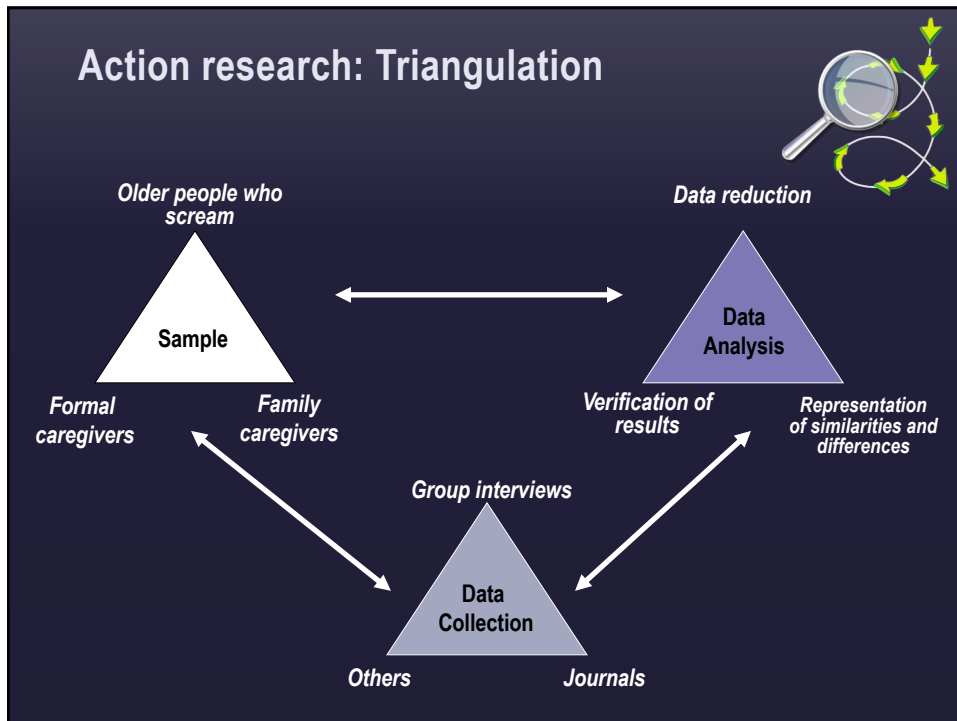 Action research: Triangulation
Older people who
scream
Sample
Formal
caregivers
Family
caregivers
Data reduction
Data
Analysis
Verification of
results
Representation
of similarities and
differences
Group interviews
Data
Collection
Others
Journals